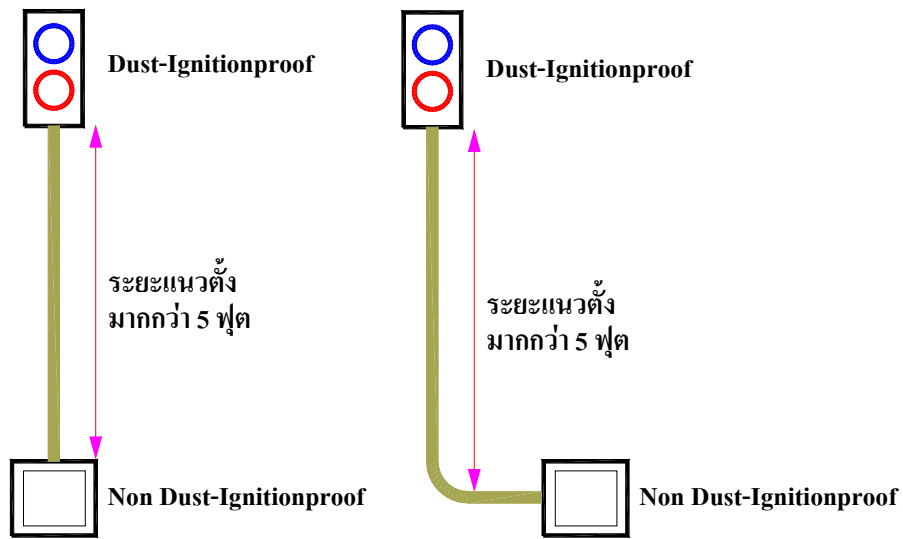 Dust-Ignitionproof
ระยะแนวตั้ง
มากกว่า 5 ฟุต
Non Dust-Ignitionproof
Dust-Ignitionproof
ระยะแนวตั้ง
มากกว่า 5 ฟุต
Non Dust-Ignitionproof